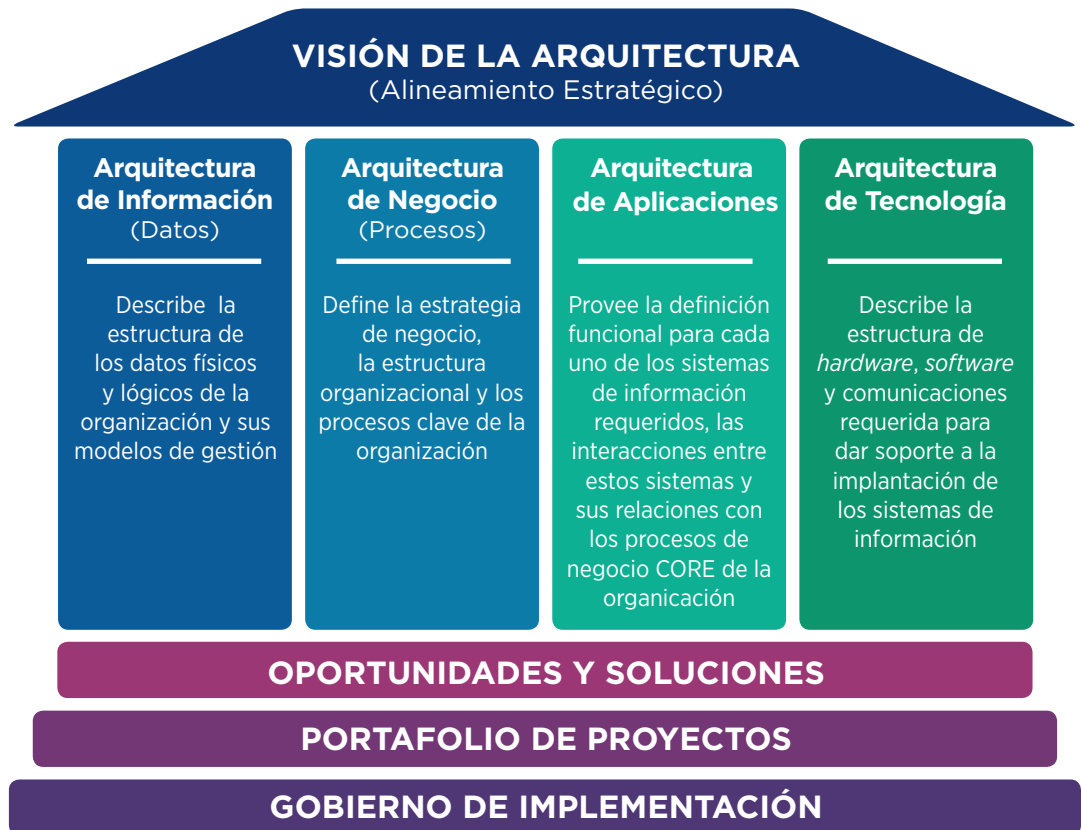 VISIÓN DE LA ARQUITECTURA
(Alineamiento Estratégico)
Arquitectura
de Información
(Datos)
Describe la
estructura de
los datos físicos
y lógicos de la
organización y sus
modelos de gestión
Arquitectura
de Negocio
(Procesos)
Define la estrategia
de negocio,
la estructura
organizacional y los
procesos clave de la
organización
Arquitectura
de Aplicaciones
Provee la definición
funcional para cada
uno de los sistemas
de información
requeridos, las
interacciones entre
estos sistemas y
sus relaciones con
los procesos de
negocio CORE de la
organicación
Arquitectura
de Tecnología
Describe la
estructura de
hardware, software
y comunicaciones
requerida para
dar soporte a la
implantación de
los sistemas de
información
OPORTUNIDADES Y SOLUCIONES
PORTAFOLIO DE PROYECTOS
GOBIERNO DE IMPLEMENTACIÓN